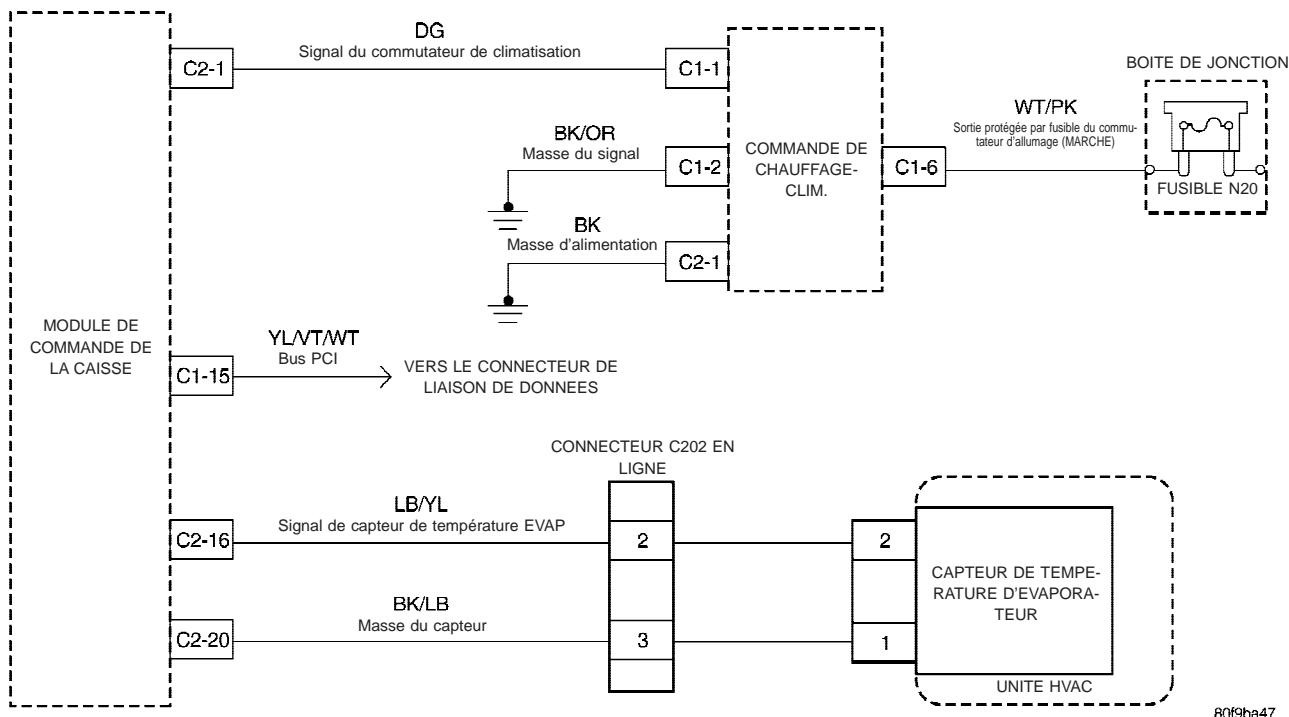 DG
Signal du commutateur de climatisation
C2-1
C1-1
BOITE DE JONCTION
BK/OR
Masse du signal
C1-2
COMMANDE DE
CHAUFFAGE-
CLIM.
C1-6
WT/PK
Sortie protégée par fusible du commu-
tateur d'allumage (MARCHE)
FUSIBLE N20
BK
Masse d'alimentation
C2-1
MODULE DE
COMMANDE DE
LA CAISSE
YL/VT/WT
Bus PCI
C1-15
VERS LE CONNECTEUR DE
LIAISON DE DONNEES
CONNECTEUR C202 EN
LIGNE
LB/YL
Signal de capteur de température EVAP
C2-16
2
2
CAPTEUR DE TEMPE-
RATURE D'EVAPORA-
TEUR
BK/LB
Masse du capteur
C2-20
3
1
UNITE HVAC
80f9ba47